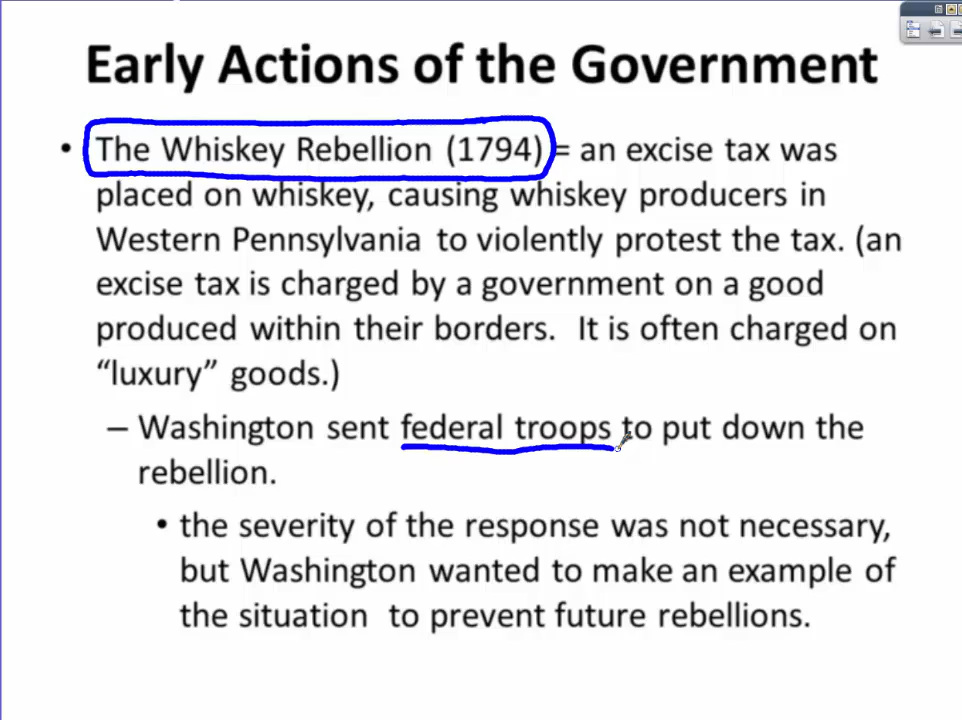 Early Actions of the Government
• The Whiskey Rebellion (1794) = an excise tax was
placed on whiskey, causing whiskey producers in
Western Pennsylvania to violently protest the tax. (an
excise tax is charged by a government on a good
produced within their borders.  It is often charged on
“luxury” goods.)
– Washington sent federal troops to put down the
rebellion.
• the severity of the response was not necessary,
but Washington wanted to make an example of
the situation  to prevent future rebellions.